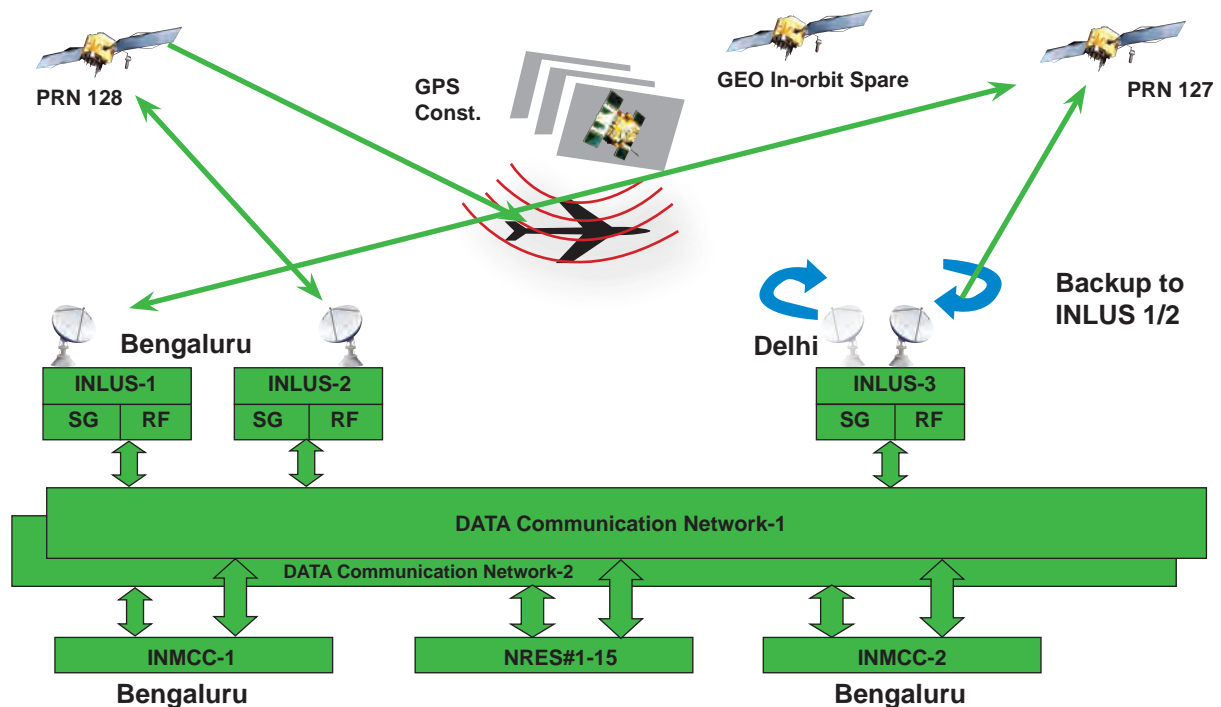 PRN 128
GPS
Const.
GEO In-orbit Spare
PRN 127
Backup to
INLUS 1/2
Bengaluru
Delhi
INLUS-1
SG
RF
INLUS-2
SG
RF
INLUS-3
SG
RF
DATA Communication Network-1
DATA Communication Network-2
INMCC-1
NRES#1-15
INMCC-2
Bengaluru
Bengaluru